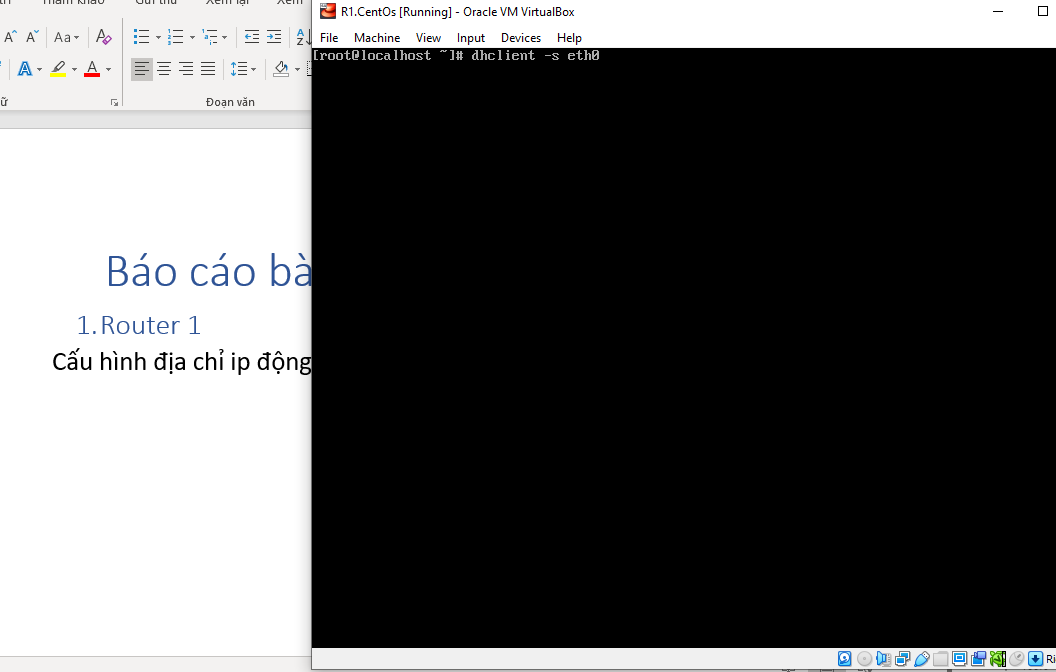 R1.CentOs [Running] - Oracle VM VirtualBox
File Machine View Input Devices Help
[root@localhost ~]# dhclient -s eth0
Aa
A
A
Đoạn văn
Báo cáo bà
1. Router 1
Cấu hình địa chỉ ip động